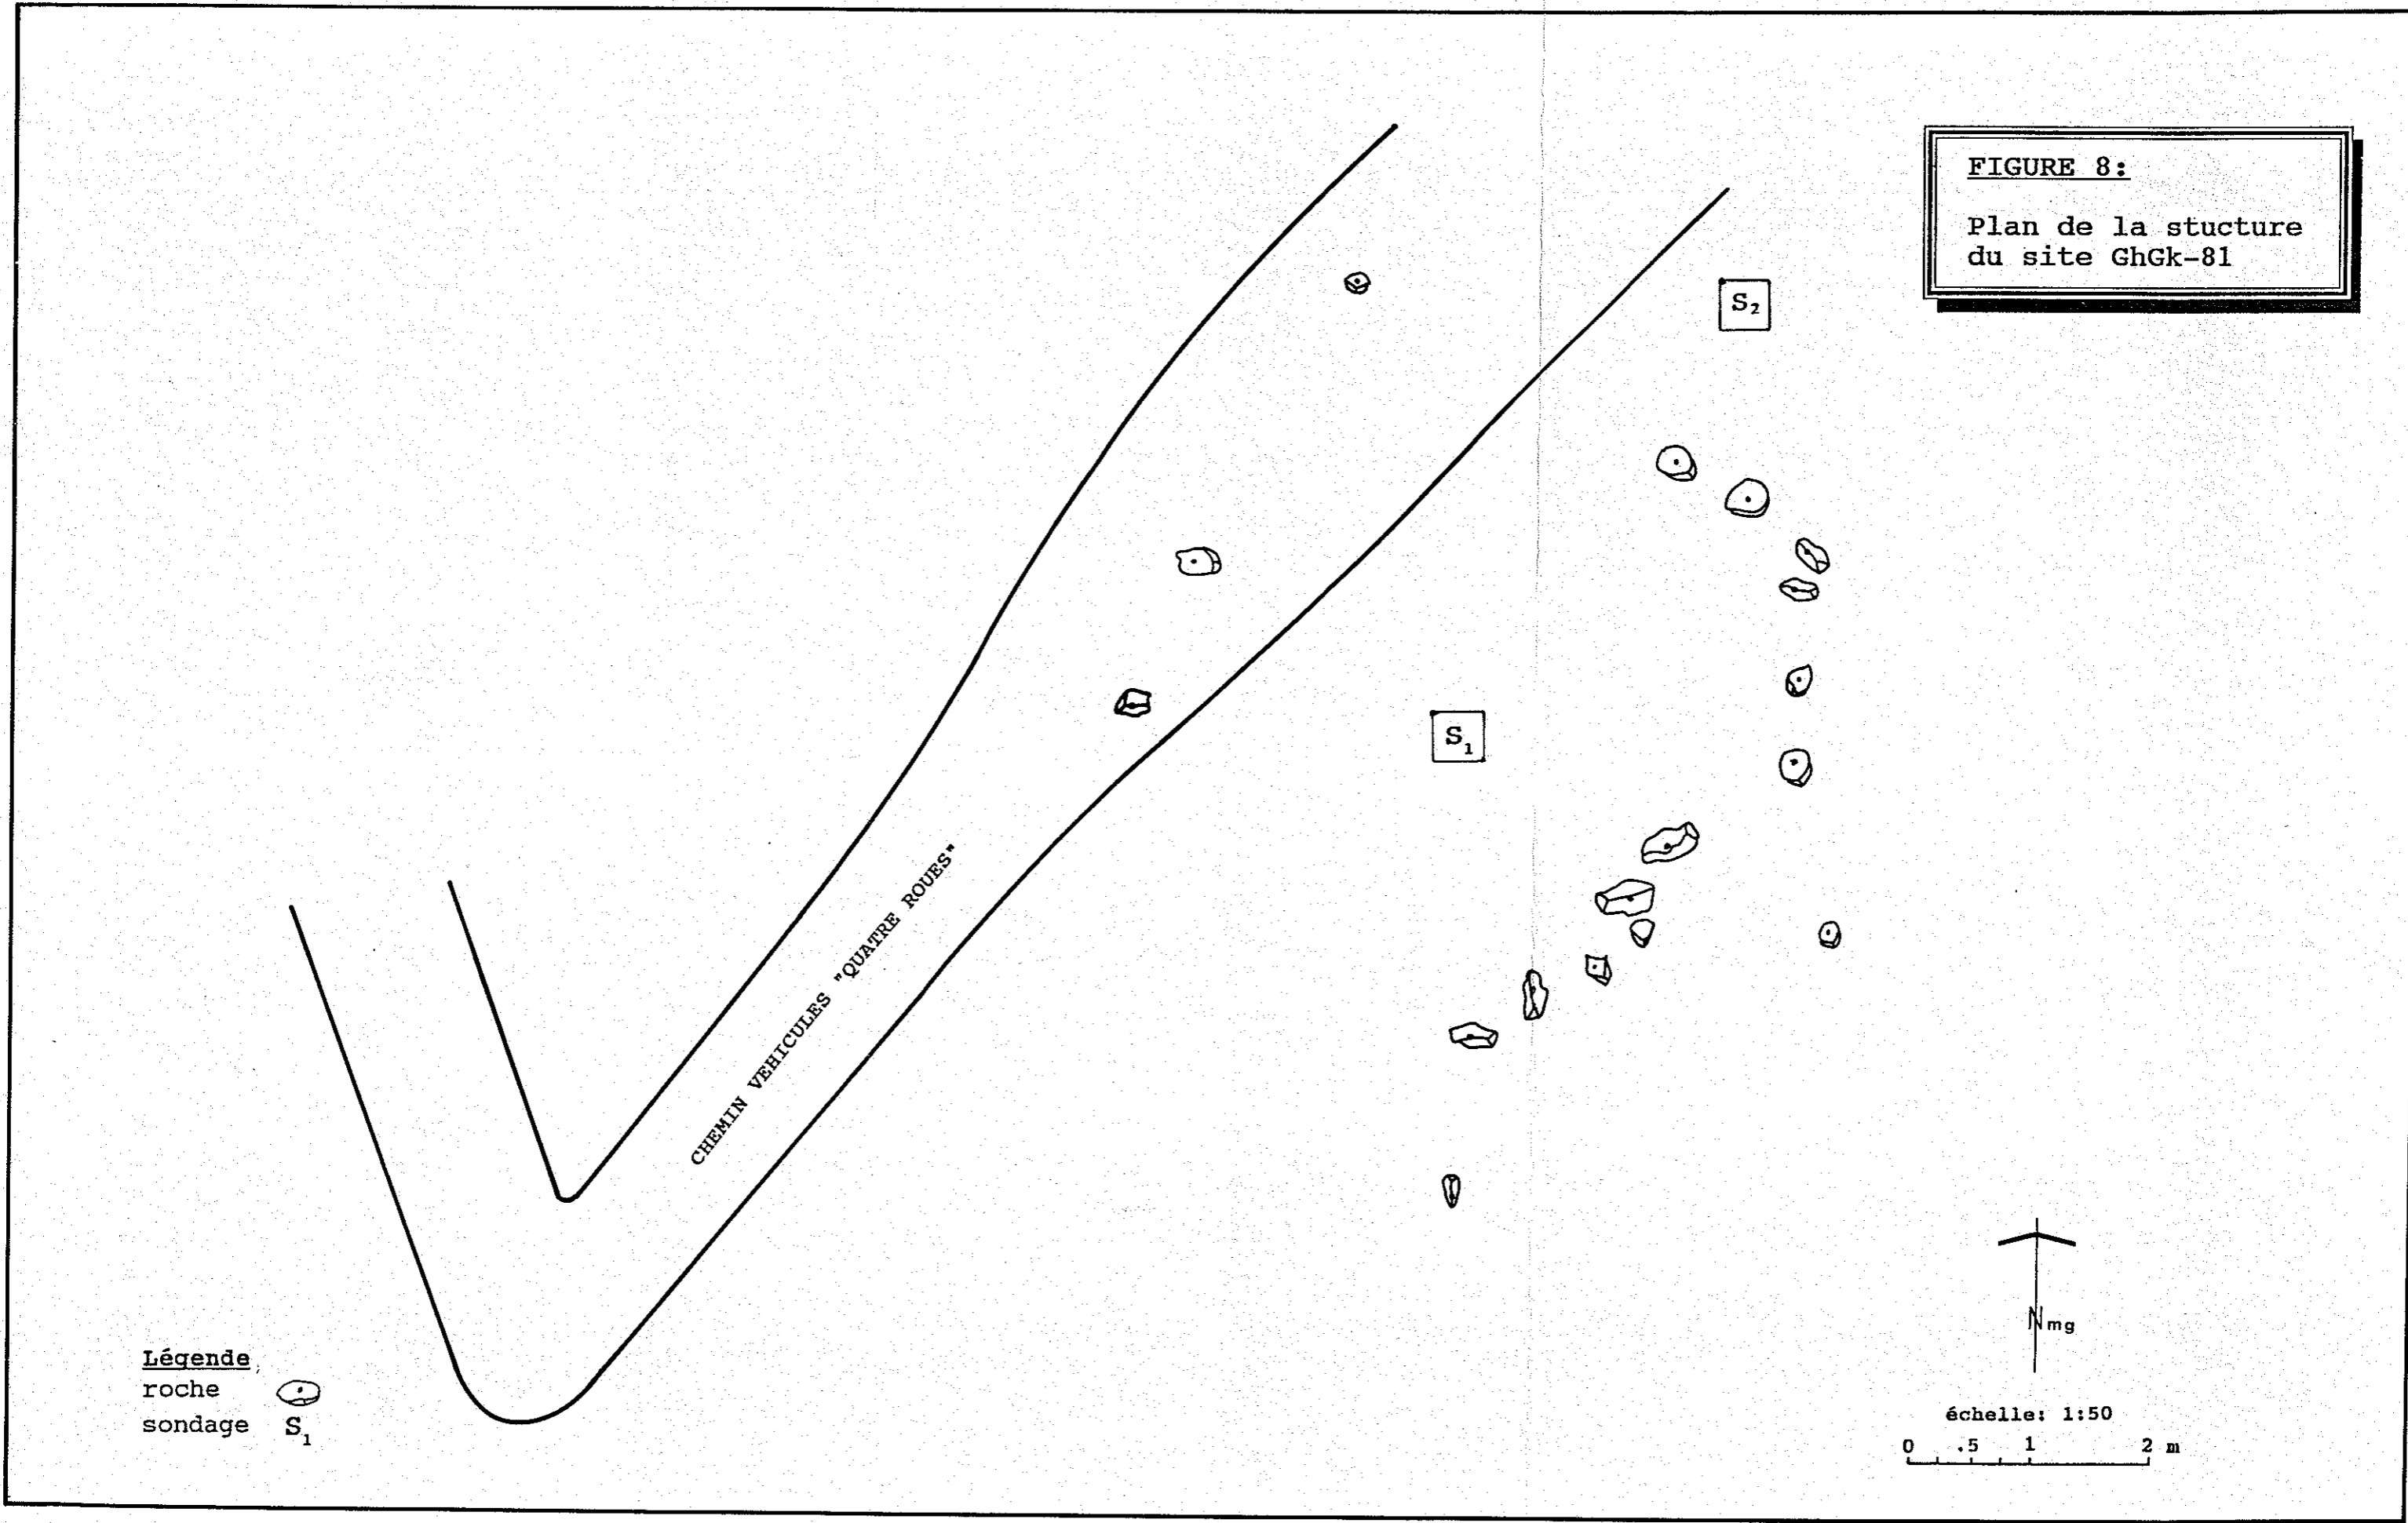 FIGURE 8:
Plan de la stucture
du site GhGk-81
S₂
S₁
CHEMIN VEHICULES "QUATRE ROUES"
Légende
roche
sondage S₁
Nmg
échelle: 1:50
0 .5 1 2 m